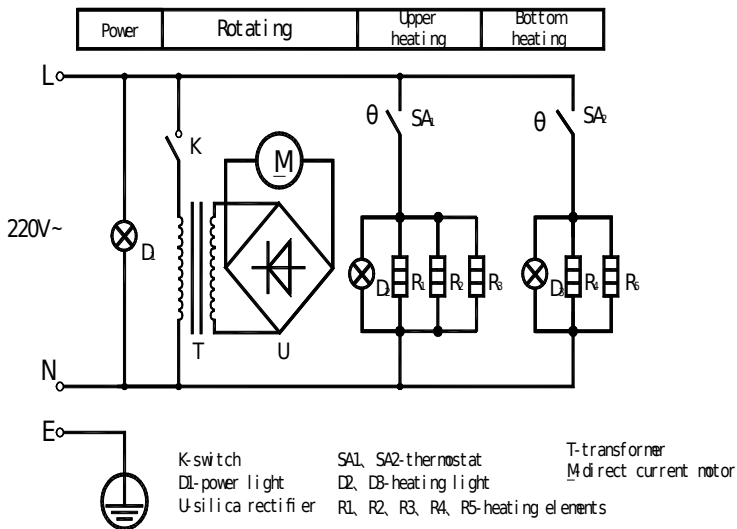 Power Rotating Upper heating Bottom heating
L
θ SA1 θ SA2
K
M
220V~
D1
D2 R1 R2 R3 D3 R4 R5
T U
N
E
K-switch SA1、SA2-thermostat T-transformer
D1-power light D2、D3-heating light M-direct current motor
U-silica rectifier R1、R2、R3、R4、R5-heating elements